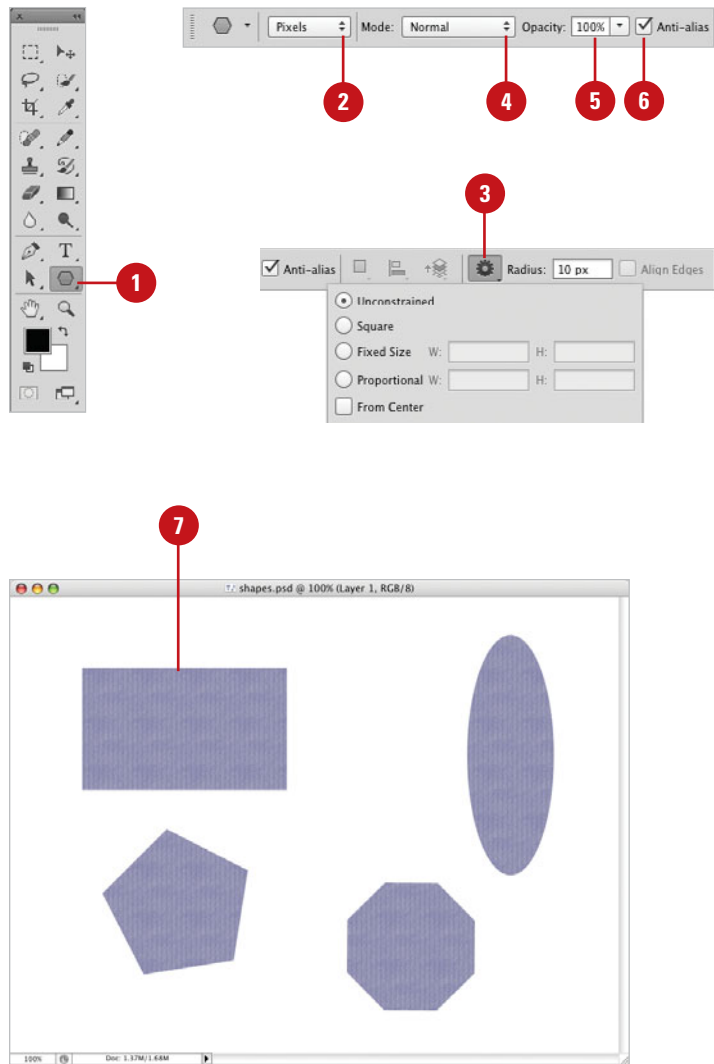 Pixels Mode: Normal Opacity: 100% Anti-alias
2
4
5
6
3
1
Anti-alias Radius: 10 px Align Edges
Unconstrained
Square
Fixed Size W: H:
Proportional W: H:
From Center
7
shapes.psd @ 100% (Layer 1, RGB/8)
100% Doc: 1.37M/1.68M